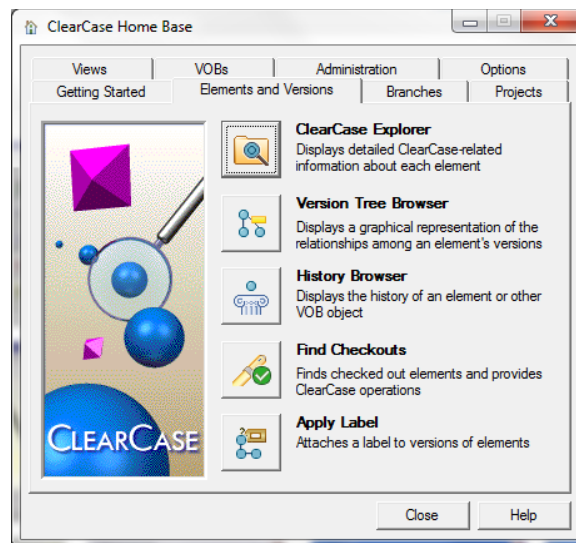 ClearCase Home Base
Views VOBs Administration Options
Getting Started Elements and Versions Branches Projects
ClearCase Explorer
Displays detailed ClearCase-related
information about each element
Version Tree Browser
Displays a graphical representation of the
relationships among an element's versions
History Browser
Displays the history of an element or other
VOB object
Find Checkouts
Finds checked out elements and provides
ClearCase operations
Apply Label
Attaches a label to versions of elements
CLEARCASE
Close Help